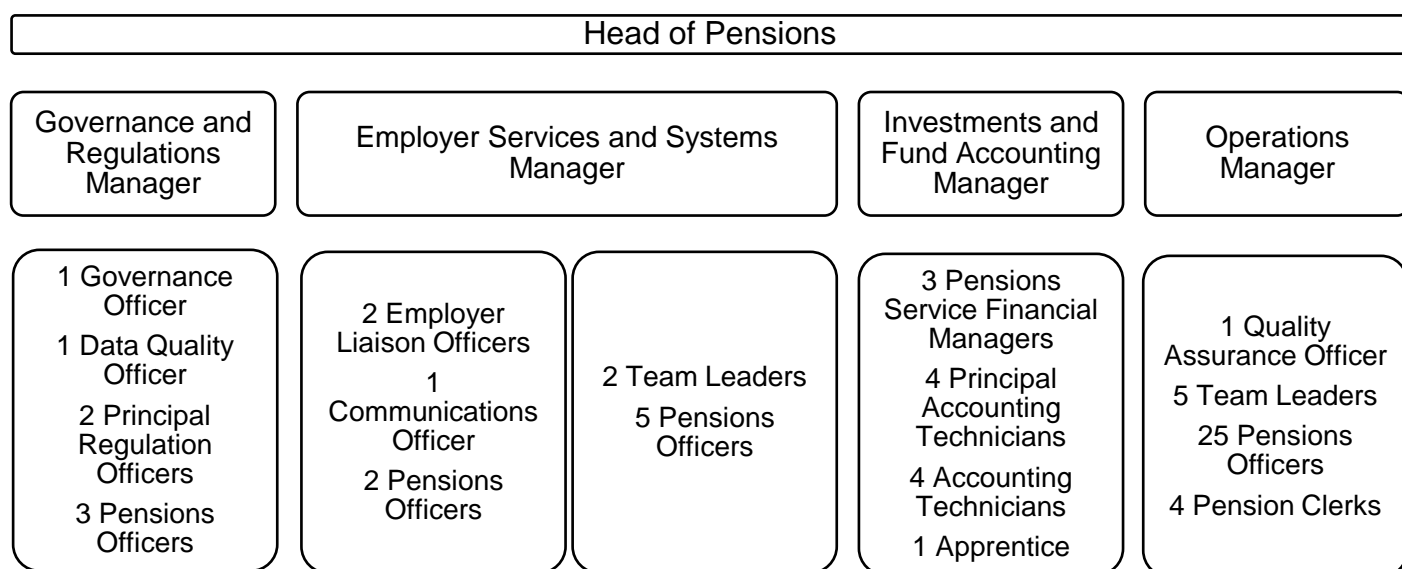 Head of Pensions
Governance and
Regulations
Manager
Employer Services and Systems
Manager
Investments and
Fund Accounting
Manager
Operations
Manager
1 Governance
Officer
1 Data Quality
Officer
2 Principal
Regulation
Officers
3 Pensions
Officers
2 Employer
Liaison Officers
1
Communications
Officer
2 Pensions
Officers
2 Team Leaders
5 Pensions
Officers
3 Pensions
Service Financial
Managers
4 Principal
Accounting
Technicians
4 Accounting
Technicians
1 Apprentice
1 Quality
Assurance Officer
5 Team Leaders
25 Pensions
Officers
4 Pension Clerks